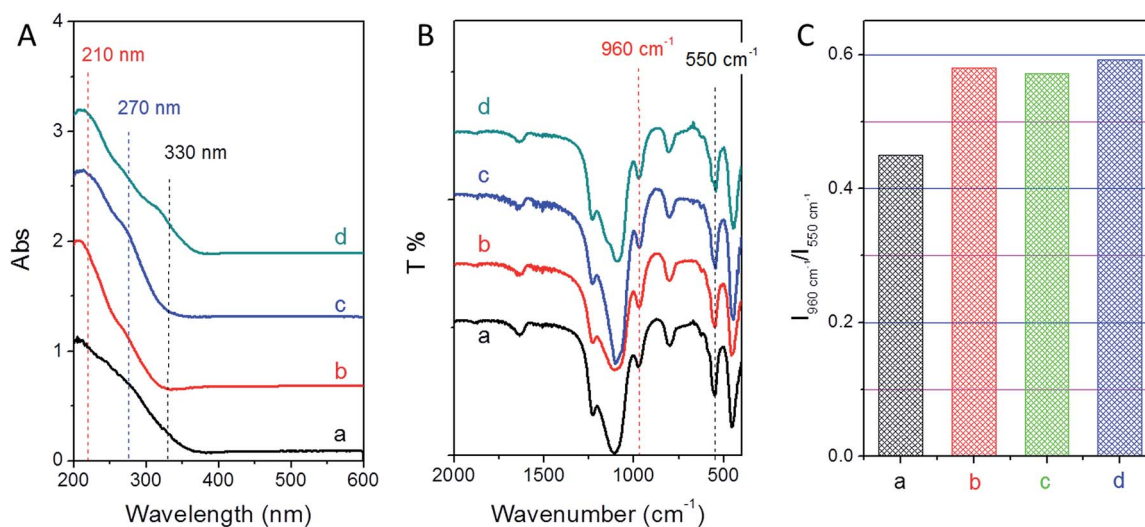 A
210 nm
270 nm
330 nm
d
c
b
a
Abs
4
3
2
1
0
200 300 400 500 600
Wavelength (nm)
B
960 cm⁻¹
550 cm⁻¹
d
c
b
a
T %
2000 1500 1000 500
Wavenumber (cm⁻¹)
C
I960 cm⁻¹/I550 cm⁻¹
0.6
0.4
0.2
0.0
a b c d